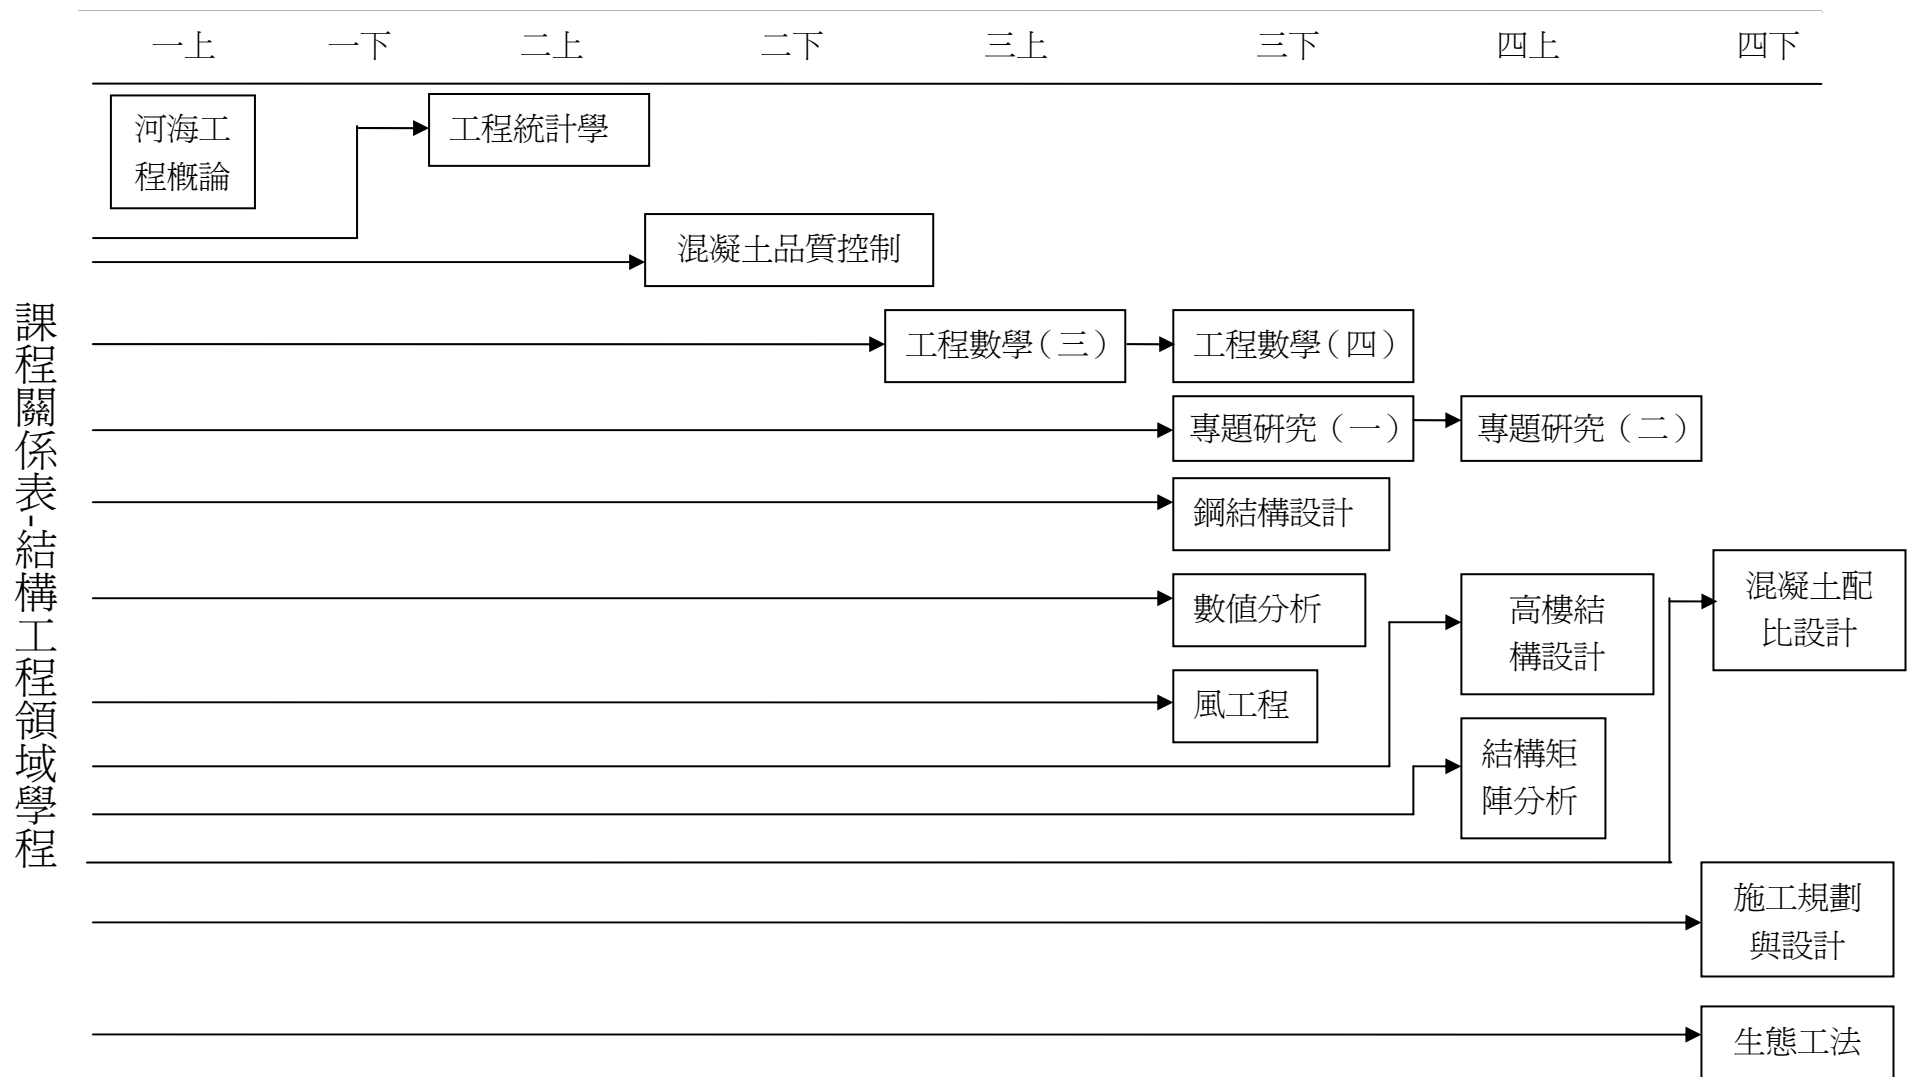 一上 一下 二上 二下 三上 三下 四上 四下
河海工
程概論
工程統計學
混凝土品質控制
工程數學（三） 工程數學（四）
專題研究（一） 專題研究（二）
鋼結構設計
數值分析
高樓結
構設計
混凝土配
比設計
風工程
結構矩
陣分析
施工規劃
與設計
生態工法
課程關係表-結構工程領域學程